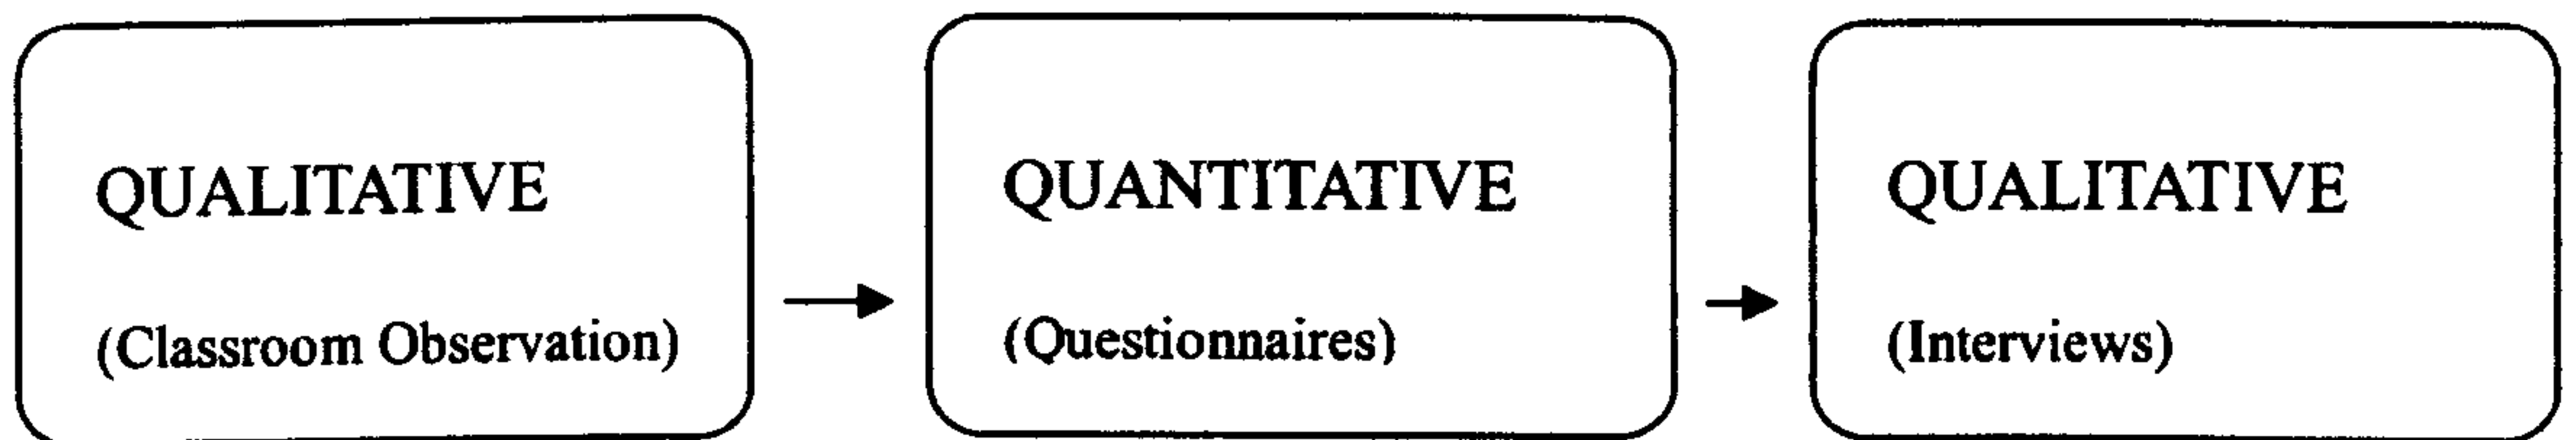 QUALITATIVE
(Classroom Observation)
QUANTITATIVE
(Questionnaires)
QUALITATIVE
(Interviews)